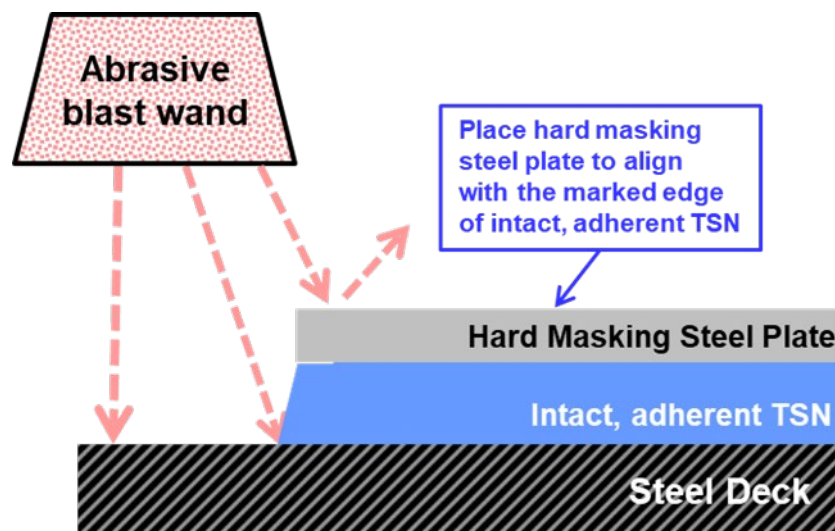 Abrasive
blast wand
Place hard masking
steel plate to align
with the marked edge
of intact, adherent TSN
Hard Masking Steel Plate
Intact, adherent TSN
Steel Deck